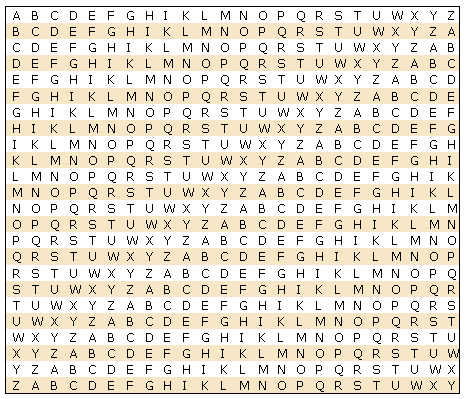 A B C D E F G H I K L M N O P Q R S T U W X Y Z
B C D E F G H I K L M N O P Q R S T U W X Y Z A
C D E F G H I K L M N O P Q R S T U W X Y Z A B
D E F G H I K L M N O P Q R S T U W X Y Z A B C
E F G H I K L M N O P Q R S T U W X Y Z A B C D
F G H I K L M N O P Q R S T U W X Y Z A B C D E
G H I K L M N O P Q R S T U W X Y Z A B C D E F
H I K L M N O P Q R S T U W X Y Z A B C D E F G
I K L M N O P Q R S T U W X Y Z A B C D E F G H
K L M N O P Q R S T U W X Y Z A B C D E F G H I
L M N O P Q R S T U W X Y Z A B C D E F G H I K
M N O P Q R S T U W X Y Z A B C D E F G H I K L
N O P Q R S T U W X Y Z A B C D E F G H I K L M
O P Q R S T U W X Y Z A B C D E F G H I K L M N
P Q R S T U W X Y Z A B C D E F G H I K L M N O
Q R S T U W X Y Z A B C D E F G H I K L M N O P
R S T U W X Y Z A B C D E F G H I K L M N O P Q
S T U W X Y Z A B C D E F G H I K L M N O P Q R
T U W X Y Z A B C D E F G H I K L M N O P Q R S
U W X Y Z A B C D E F G H I K L M N O P Q R S T
W X Y Z A B C D E F G H I K L M N O P Q R S T U
X Y Z A B C D E F G H I K L M N O P Q R S T U W
Y Z A B C D E F G H I K L M N O P Q R S T U W X
Z A B C D E F G H I K L M N O P Q R S T U W X Y